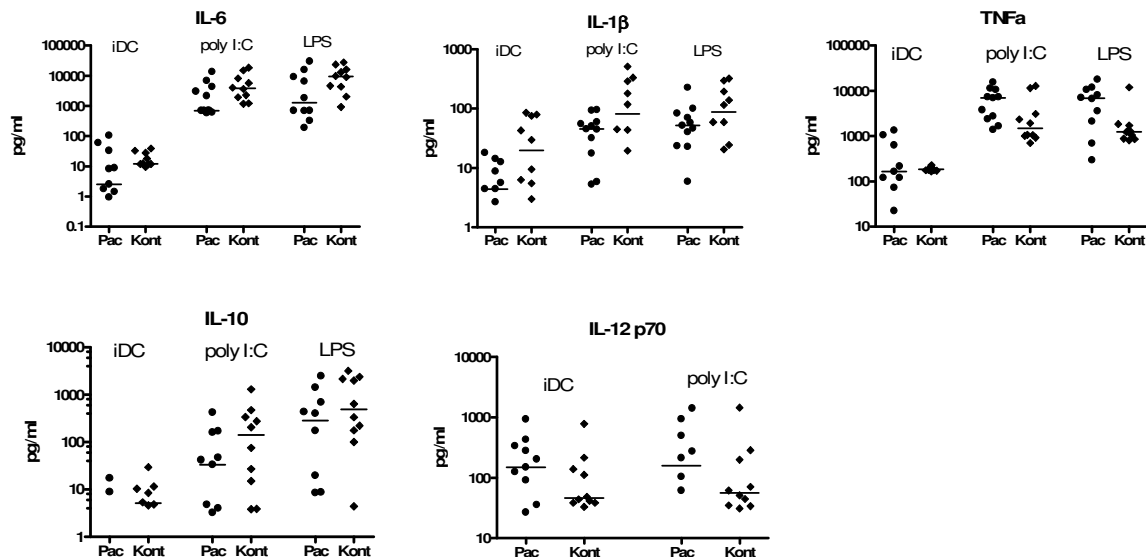 IL-6
iDC poly I:C LPS
pg/ml
100000
10000
1000
100
10
1
0.1
Pac Kont Pac Kont Pac Kont
IL-1β
iDC poly I:C LPS
pg/ml
1000
100
10
1
Pac Kont Pac Kont Pac Kont
TNFa
iDC poly I:C LPS
pg/ml
100000
10000
1000
100
10
Pac Kont Pac Kont Pac Kont
IL-10
iDC poly I:C LPS
pg/ml
10000
1000
100
10
1
Pac Kont Pac Kont Pac Kont
IL-12 p70
iDC poly I:C
pg/ml
10000
1000
100
10
Pac Kont Pac Kont